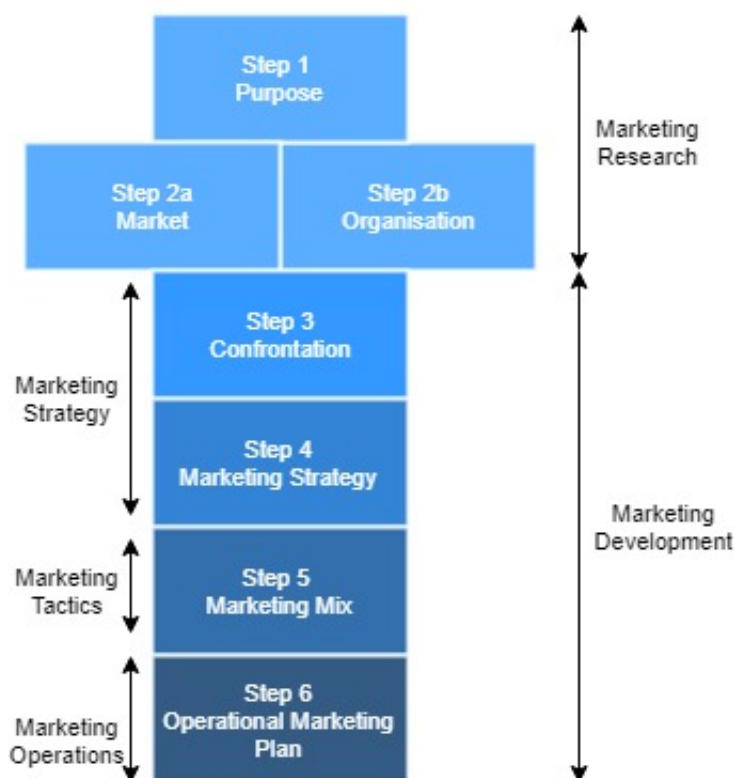 Step 1
Purpose
Marketing
Research
Step 2a
Market
Step 2b
Organisation
Step 3
Confrontation
Marketing
Strategy
Step 4
Marketing Strategy
Marketing
Development
Marketing
Tactics
Step 5
Marketing Mix
Step 6
Operational Marketing
Plan
Marketing
Operations